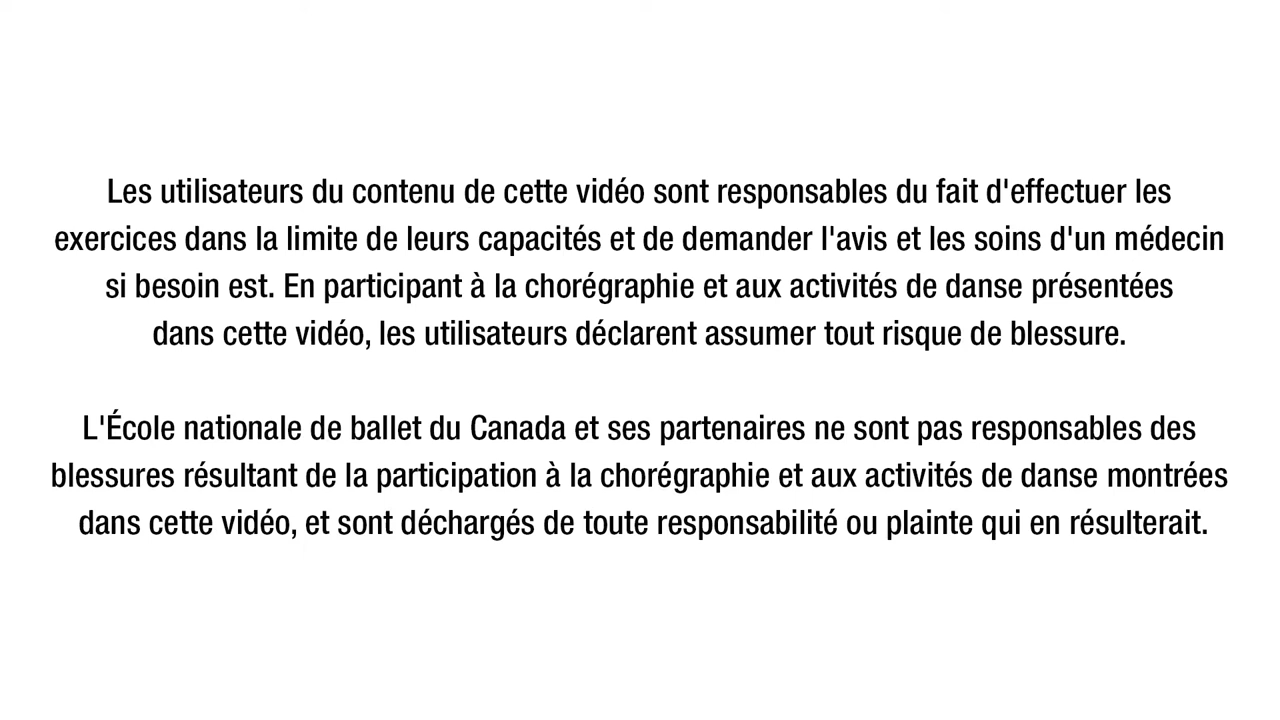 Les utilisateurs du contenu de cette vidéo sont responsables du fait d'effectuer les
exercices dans la limite de leurs capacités et de demander l'avis et les soins d'un médecin
si besoin est. En participant à la chorégraphie et aux activités de danse présentées
dans cette vidéo, les utilisateurs déclarent assumer tout risque de blessure.
L'École nationale de ballet du Canada et ses partenaires ne sont pas responsables des
blessures résultant de la participation à la chorégraphie et aux activités de danse montrées
dans cette vidéo, et sont déchargés de toute responsabilité ou plainte qui en résulterait.